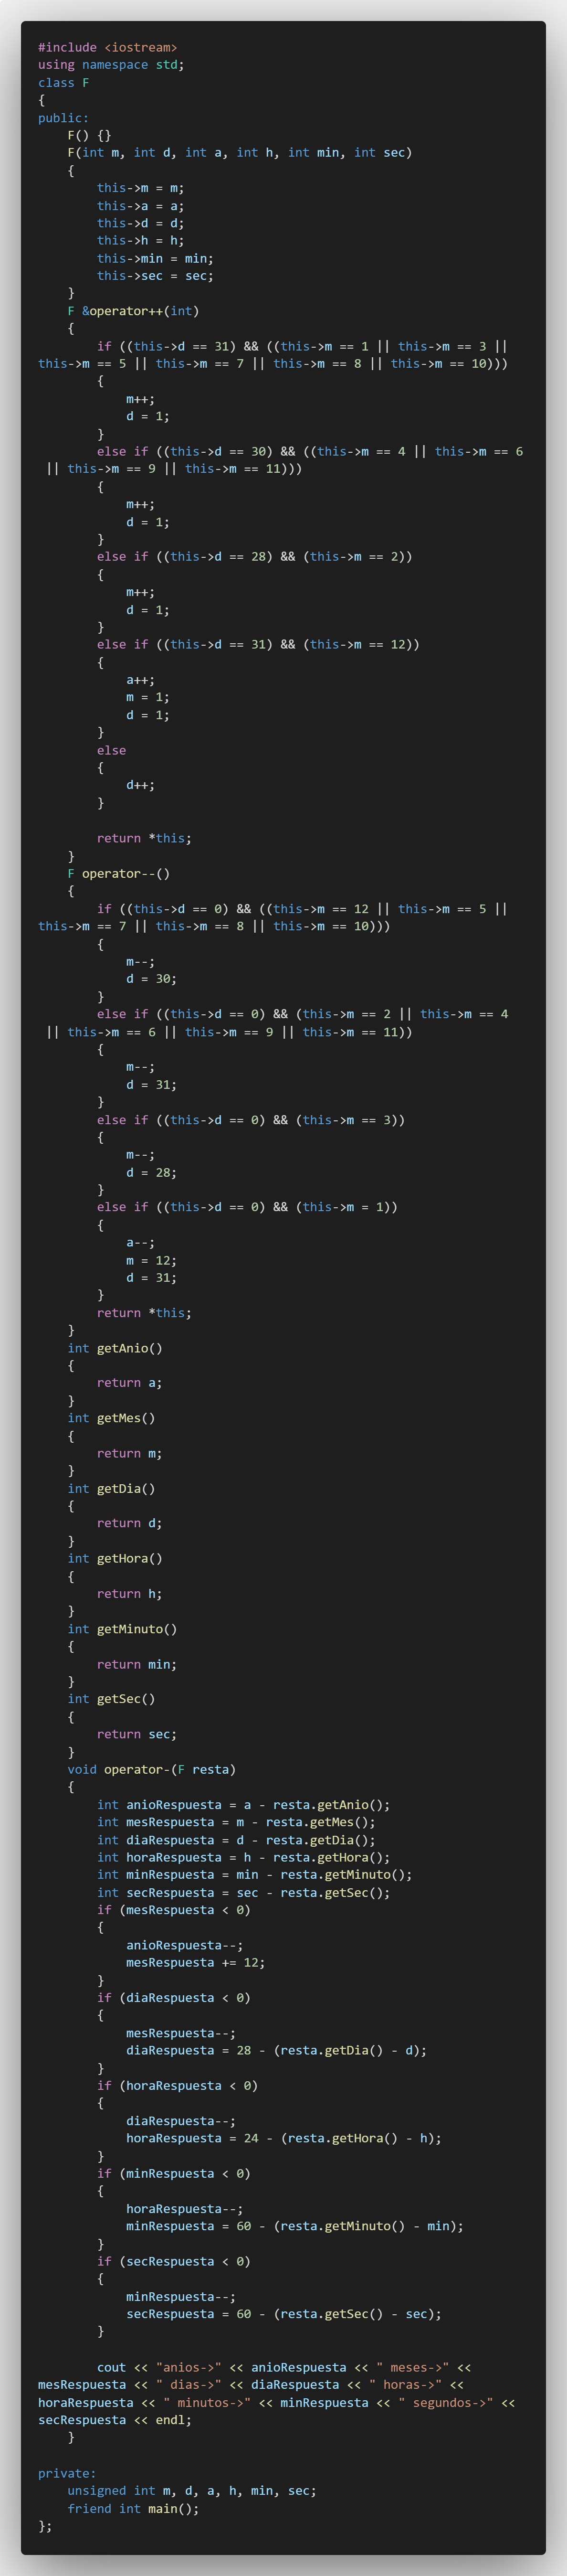 #include <iostream>
using namespace std;
class F
{
public:
    F() {}
    F(int m, int d, int a, int h, int min, int sec)
    {
        this->m = m;
        this->a = a;
        this->d = d;
        this->h = h;
        this->min = min;
        this->sec = sec;
    }
    F &operator++(int)
    {
        if ((this->d == 31) && ((this->m == 1 || this->m == 3 ||
this->m == 5 || this->m == 7 || this->m == 8 || this->m == 10)))
        {
            m++;
            d = 1;
        }
        else if ((this->d == 30) && ((this->m == 4 || this->m == 6
 || this->m == 9 || this->m == 11)))
        {
            m++;
            d = 1;
        }
        else if ((this->d == 28) && (this->m == 2))
        {
            m++;
            d = 1;
        }
        else if ((this->d == 31) && (this->m == 12))
        {
            a++;
            m = 1;
            d = 1;
        }
        else
        {
            d++;
        }

        return *this;
    }
    F operator--()
    {
        if ((this->d == 0) && ((this->m == 12 || this->m == 5 ||
this->m == 7 || this->m == 8 || this->m == 10)))
        {
            m--;
            d = 30;
        }
        else if ((this->d == 0) && (this->m == 2 || this->m == 4
 || this->m == 6 || this->m == 9 || this->m == 11))
        {
            m--;
            d = 31;
        }
        else if ((this->d == 0) && (this->m == 3))
        {
            m--;
            d = 28;
        }
        else if ((this->d == 0) && (this->m = 1))
        {
            a--;
            m = 12;
            d = 31;
        }
        return *this;
    }
    int getAnio()
    {
        return a;
    }
    int getMes()
    {
        return m;
    }
    int getDia()
    {
        return d;
    }
    int getHora()
    {
        return h;
    }
    int getMinuto()
    {
        return min;
    }
    int getSec()
    {
        return sec;
    }
    void operator-(F resta)
    {
        int anioRespuesta = a - resta.getAnio();
        int mesRespuesta = m - resta.getMes();
        int diaRespuesta = d - resta.getDia();
        int horaRespuesta = h - resta.getHora();
        int minRespuesta = min - resta.getMinuto();
        int secRespuesta = sec - resta.getSec();
        if (mesRespuesta < 0)
        {
            anioRespuesta--;
            mesRespuesta += 12;
        }
        if (diaRespuesta < 0)
        {
            mesRespuesta--;
            diaRespuesta = 28 - (resta.getDia() - d);
        }
        if (horaRespuesta < 0)
        {
            diaRespuesta--;
            horaRespuesta = 24 - (resta.getHora() - h);
        }
        if (minRespuesta < 0)
        {
            horaRespuesta--;
            minRespuesta = 60 - (resta.getMinuto() - min);
        }
        if (secRespuesta < 0)
        {
            minRespuesta--;
            secRespuesta = 60 - (resta.getSec() - sec);
        }

        cout << "anios->" << anioRespuesta << " meses->" <<
mesRespuesta << " dias->" << diaRespuesta << " horas->" <<
horaRespuesta << " minutos->" << minRespuesta << " segundos->" <<
secRespuesta << endl;
    }

private:
    unsigned int m, d, a, h, min, sec;
    friend int main();
};